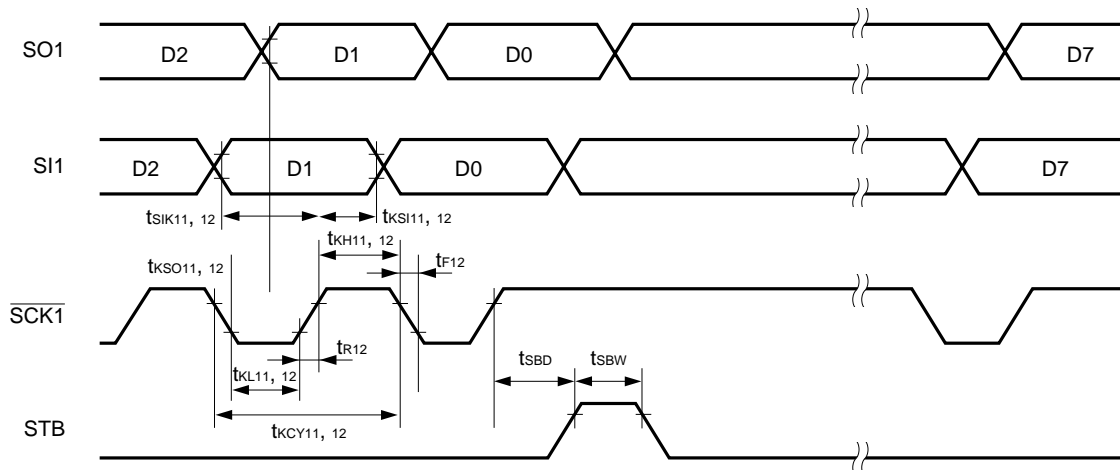 SO1
D2
D1
D0
D7
SI1
D2
D1
D0
D7
tSIK11, 12
tKSI11, 12
tKH11, 12
tKSO11, 12
tF12
SCK1
tR12
tKL11, 12
tSBD
tSBW
tKCY11, 12
STB